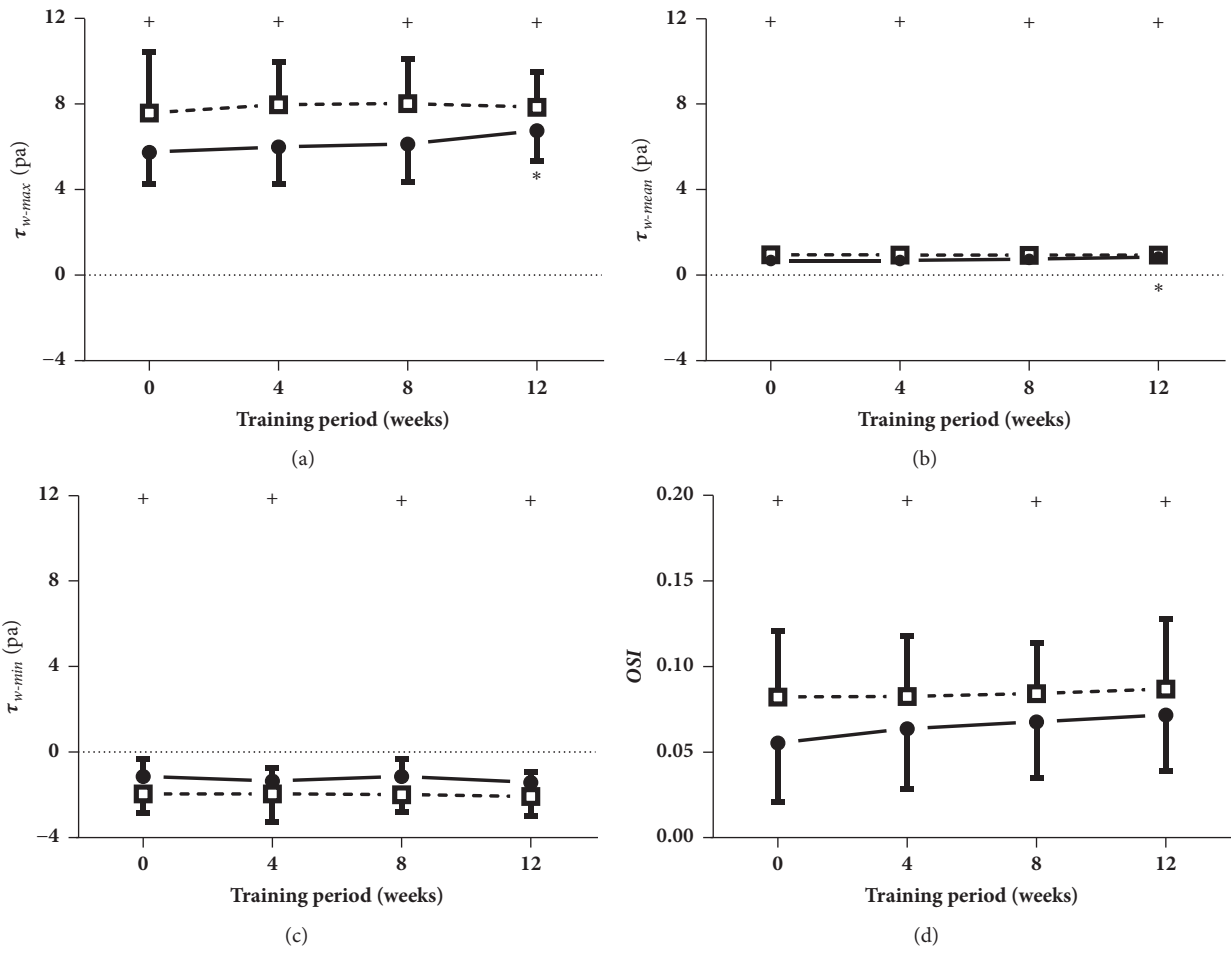 + + + +
12
8
4
0
−4
τw-max (pa)
*
0 4 8 12
Training period (weeks)
(a)
+ + + +
12
8
4
0
−4
τw-mean (pa)
*
0 4 8 12
Training period (weeks)
(b)
+ + + +
12
8
4
0
−4
τw-min (pa)
0 4 8 12
Training period (weeks)
(c)
+ + + +
0.20
0.15
0.10
0.05
0.00
OSI
0 4 8 12
Training period (weeks)
(d)